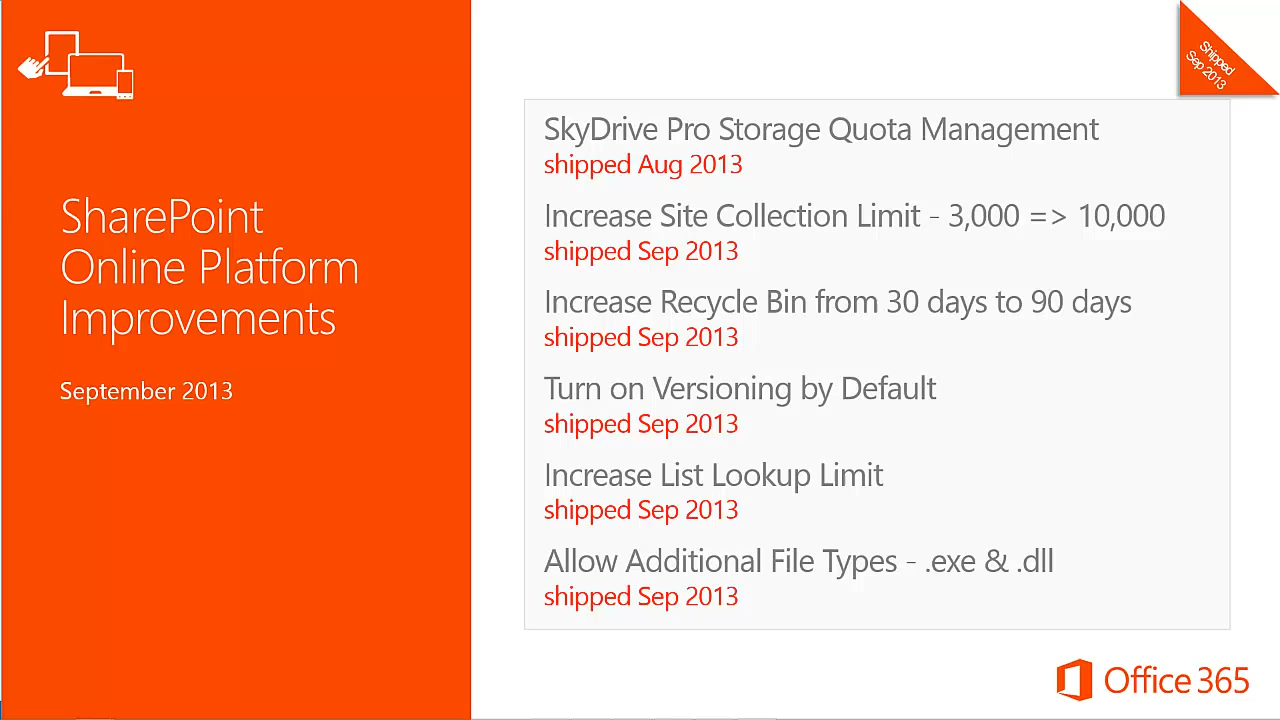 Shipped
Sep 2013
SharePoint
Online Platform
Improvements
September 2013
SkyDrive Pro Storage Quota Management
shipped Aug 2013
Increase Site Collection Limit - 3,000 => 10,000
shipped Sep 2013
Increase Recycle Bin from 30 days to 90 days
shipped Sep 2013
Turn on Versioning by Default
shipped Sep 2013
Increase List Lookup Limit
shipped Sep 2013
Allow Additional File Types - .exe & .dll
shipped Sep 2013
Office 365